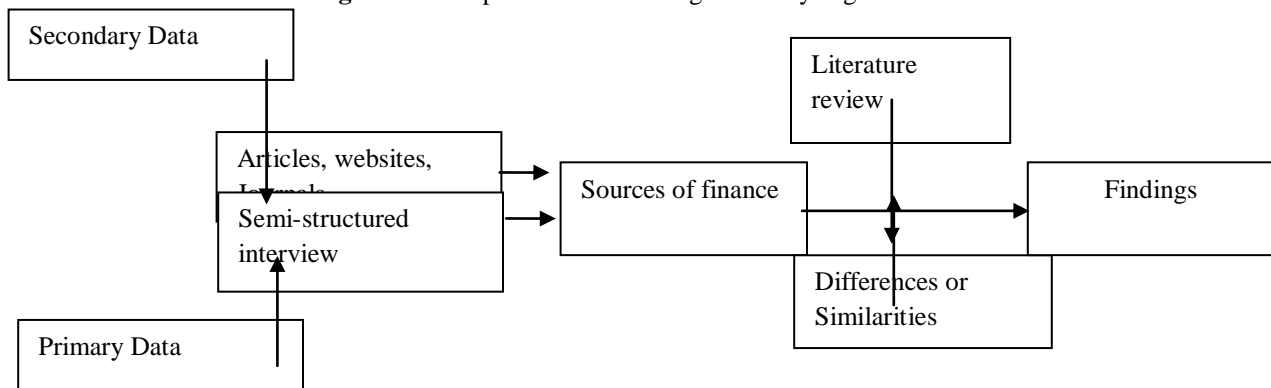 Secondary Data
Literature
review
Articles, websites,
Sources of finance
Findings
Semi-structured
interview
Differences or
Similarities
Primary Data